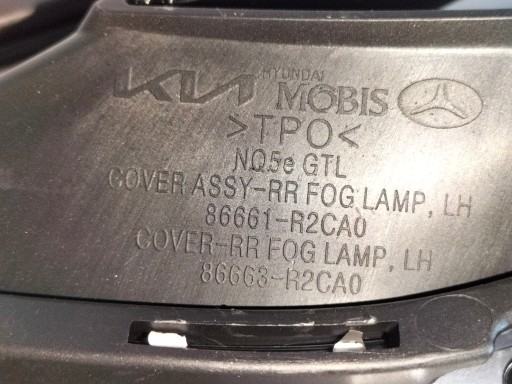 KIA HYUNDAI MOBIS
>TPO<
NQ5e GTL
COVER ASSY-RR FOG LAMP, LH
86661-R2CA0
COVER-RR FOG LAMP, LH
86663-R2CA0